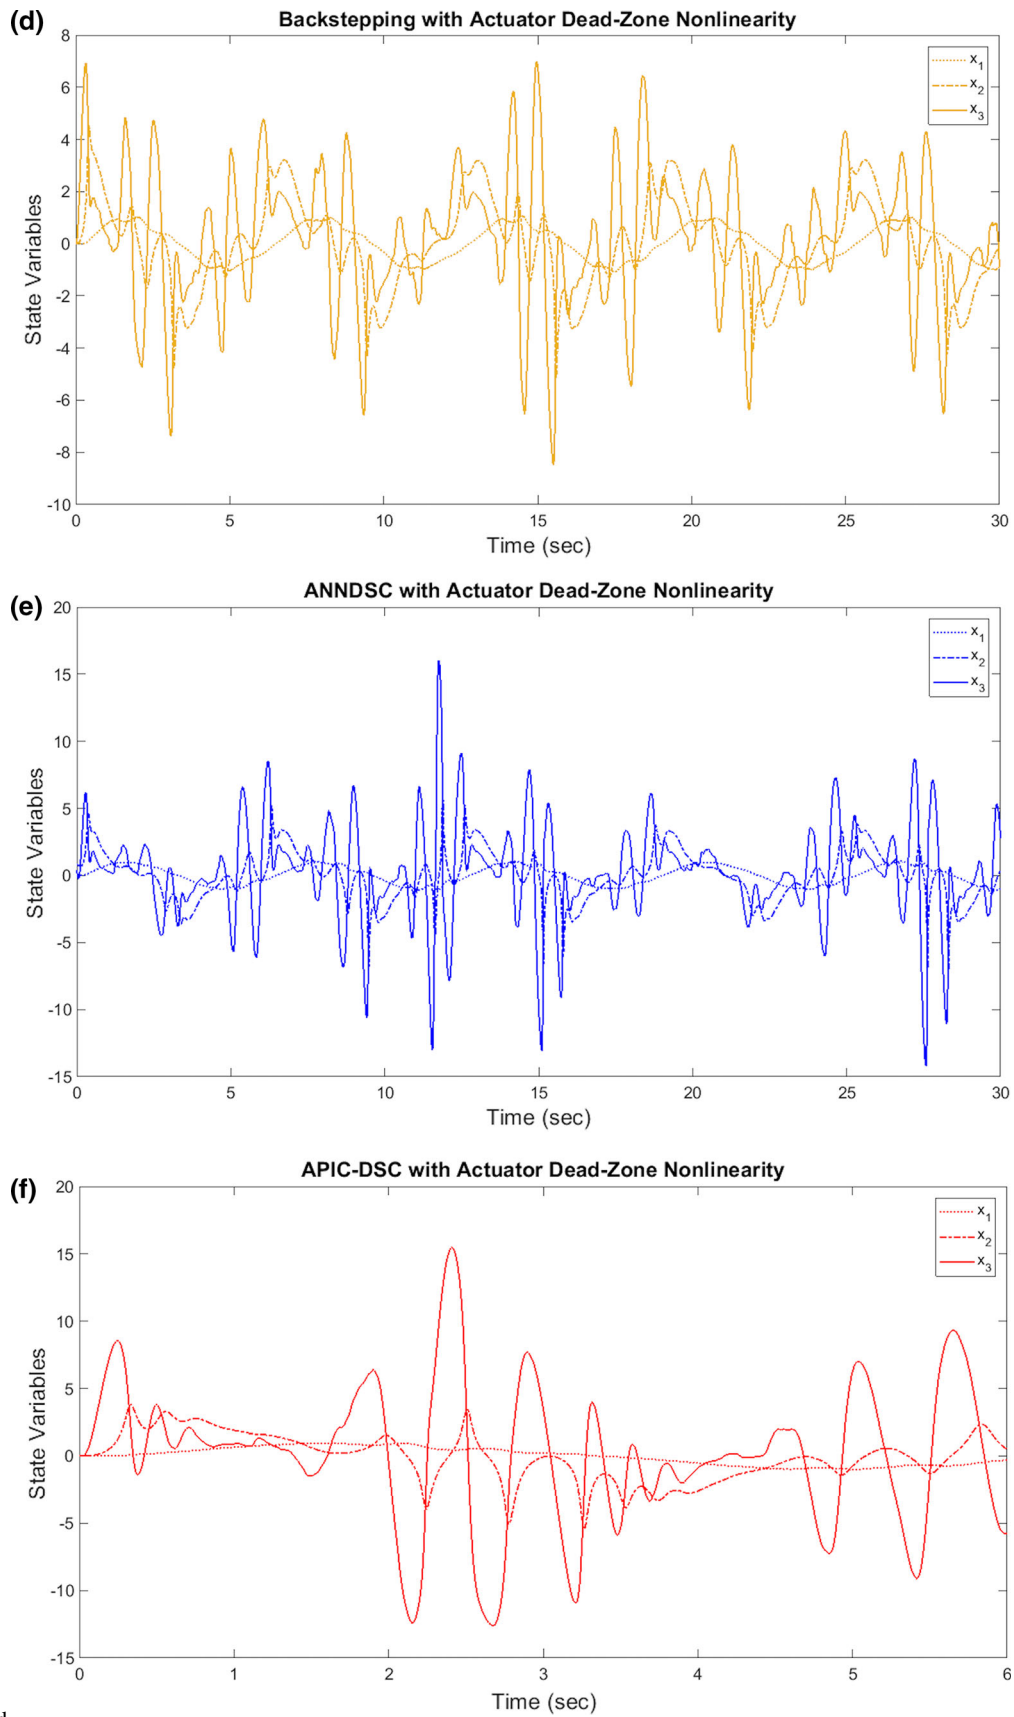 (d)
Backstepping with Actuator Dead-Zone Nonlinearity
8
6
4
2
0
-2
-4
-6
-8
-10
State Variables
x1
x2
x3
0 5 10 15 20 25 30
Time (sec)
(e)
ANNDSC with Actuator Dead-Zone Nonlinearity
20
15
10
5
0
-5
-10
-15
State Variables
x1
x2
x3
0 5 10 15 20 25 30
Time (sec)
(f)
APIC-DSC with Actuator Dead-Zone Nonlinearity
20
15
10
5
0
-5
-10
-15
State Variables
x1
x2
x3
0 1 2 3 4 5 6
Time (sec)